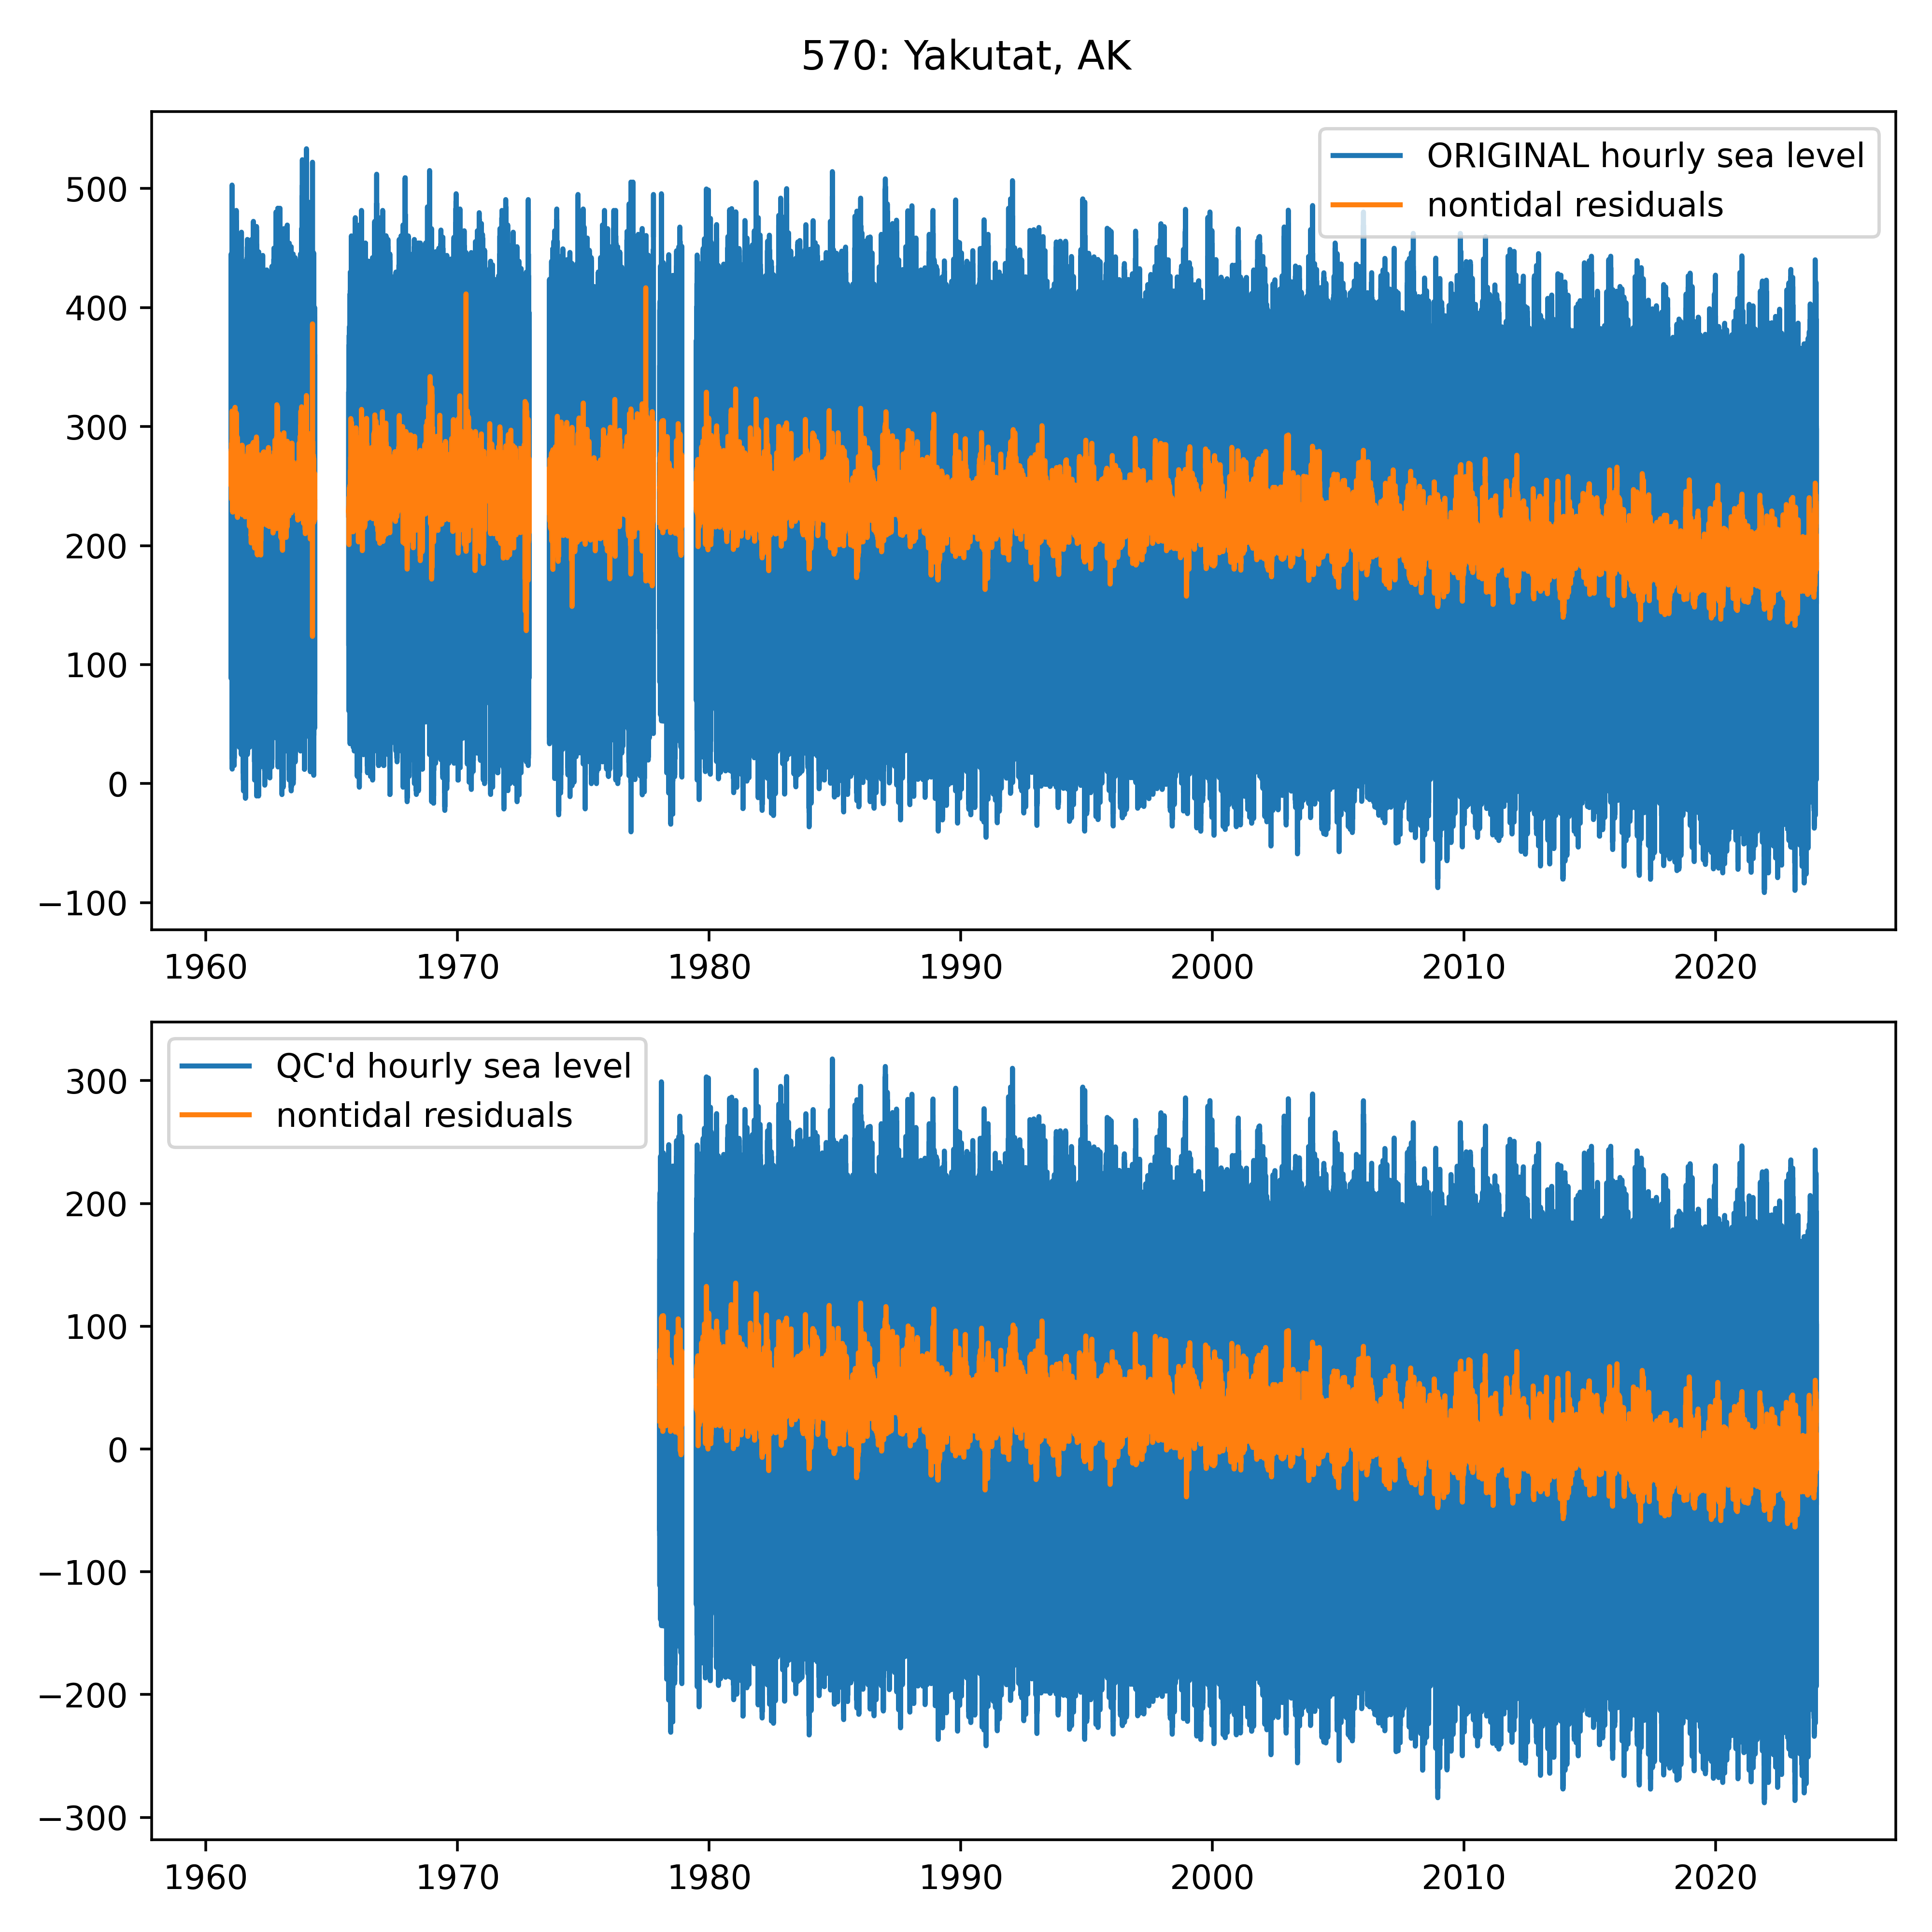 570: Yakutat, AK
ORIGINAL hourly sea level
nontidal residuals
500
400
300
200
100
0
−100
1960 1970 1980 1990 2000 2010 2020
QC'd hourly sea level
nontidal residuals
300
200
100
0
−100
−200
−300
1960 1970 1980 1990 2000 2010 2020